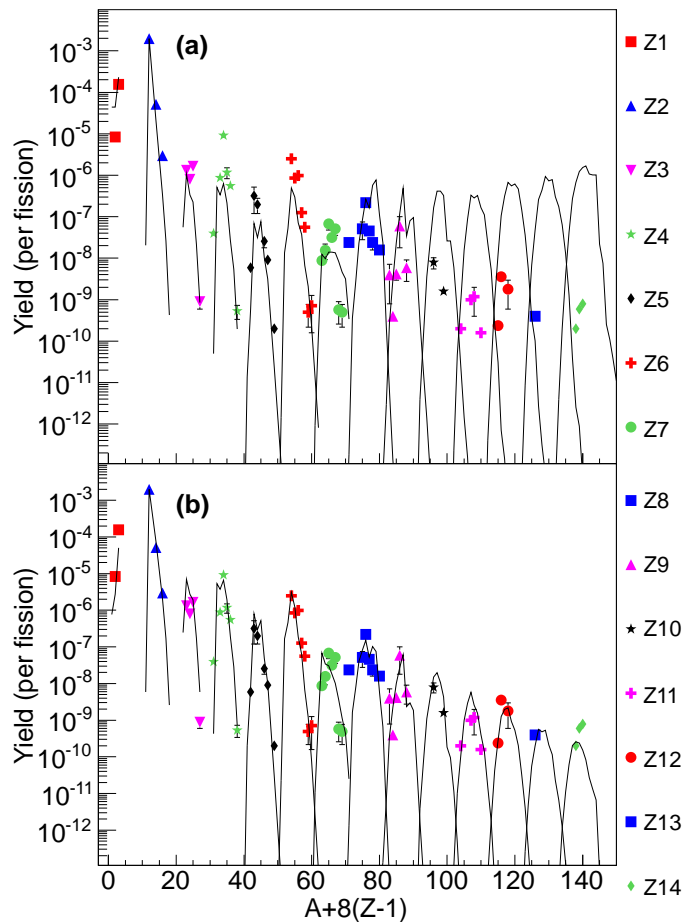 (a)
Yield (per fission)
10⁻³
10⁻⁴
10⁻⁵
10⁻⁶
10⁻⁷
10⁻⁸
10⁻⁹
10⁻¹⁰
10⁻¹¹
10⁻¹²
(b)
Yield (per fission)
10⁻³
10⁻⁴
10⁻⁵
10⁻⁶
10⁻⁷
10⁻⁸
10⁻⁹
10⁻¹⁰
10⁻¹¹
10⁻¹²
0 20 40 60 80 100 120 140
A+8(Z-1)
Z1
Z2
Z3
Z4
Z5
Z6
Z7
Z8
Z9
Z10
Z11
Z12
Z13
Z14